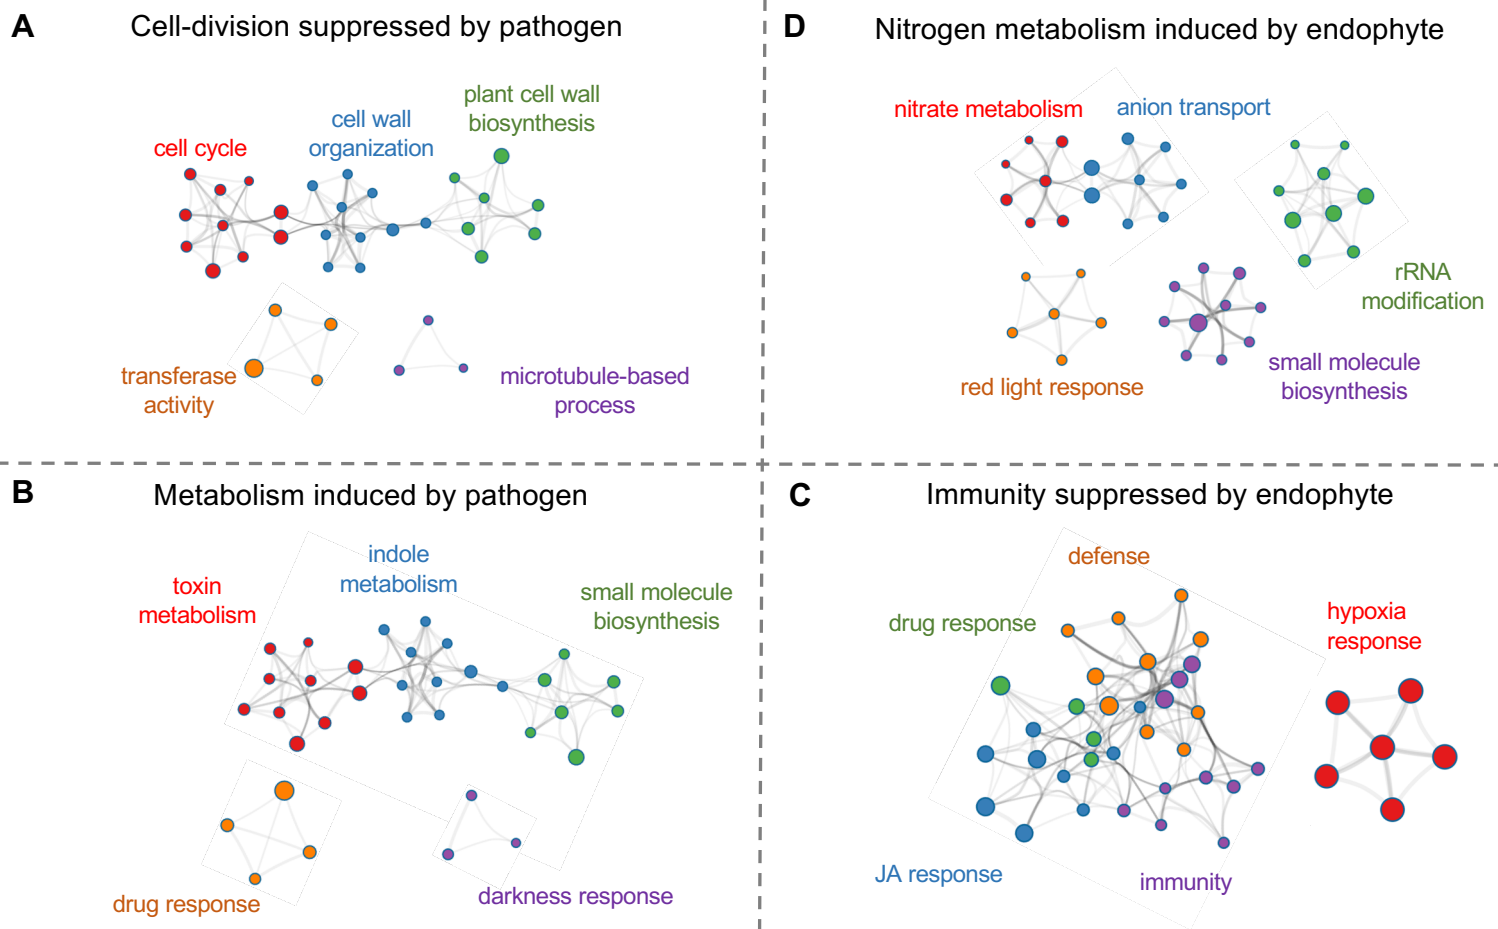 A
Cell-division suppressed by pathogen
cell cycle
cell wall
organization
plant cell wall
biosynthesis
transferase
activity
microtubule-based
process
D
Nitrogen metabolism induced by endophyte
nitrate metabolism
anion transport
rRNA
modification
red light response
small molecule
biosynthesis
B
Metabolism induced by pathogen
toxin
metabolism
indole
metabolism
small molecule
biosynthesis
drug response
darkness response
C
Immunity suppressed by endophyte
defense
drug response
hypoxia
response
JA response
immunity